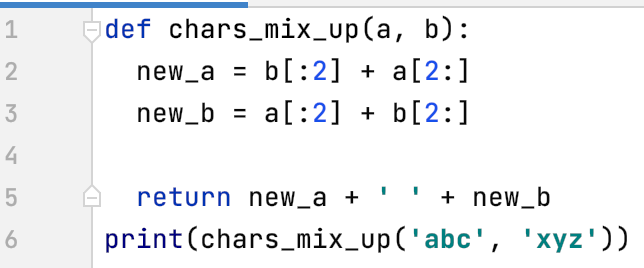 1 def chars_mix_up(a, b):
2   new_a = b[:2] + a[2:]
3   new_b = a[:2] + b[2:]
4
5   return new_a + ' ' + new_b
6 print(chars_mix_up('abc', 'xyz'))